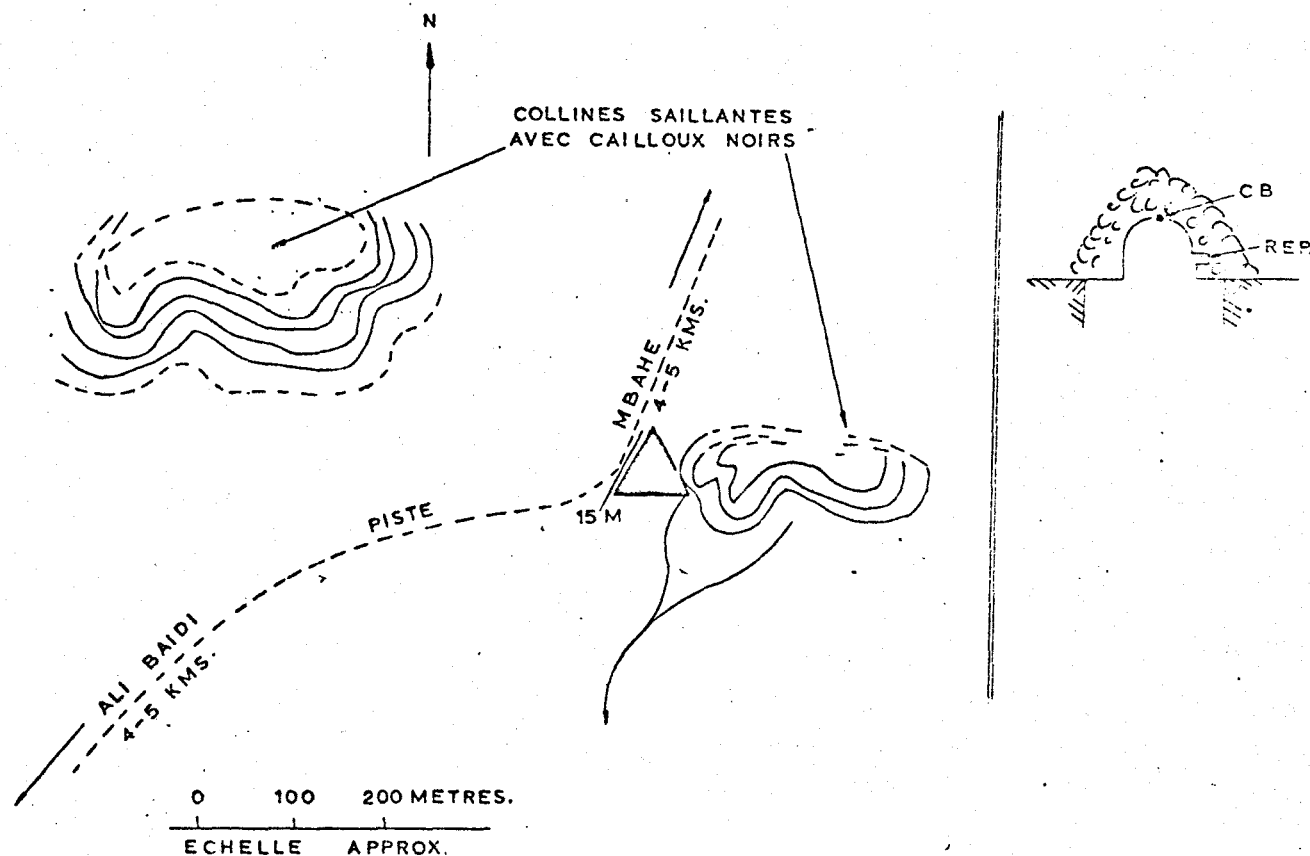 N
COLLINES SAILLANTES
AVEC CAILLOUX NOIRS
CB
REP.
MBAHE
4-5 KMS.
PISTE
15 M
ALI BAIDI
4-5 KMS.
0 100 200 METRES.
ECHELLE APPROX.